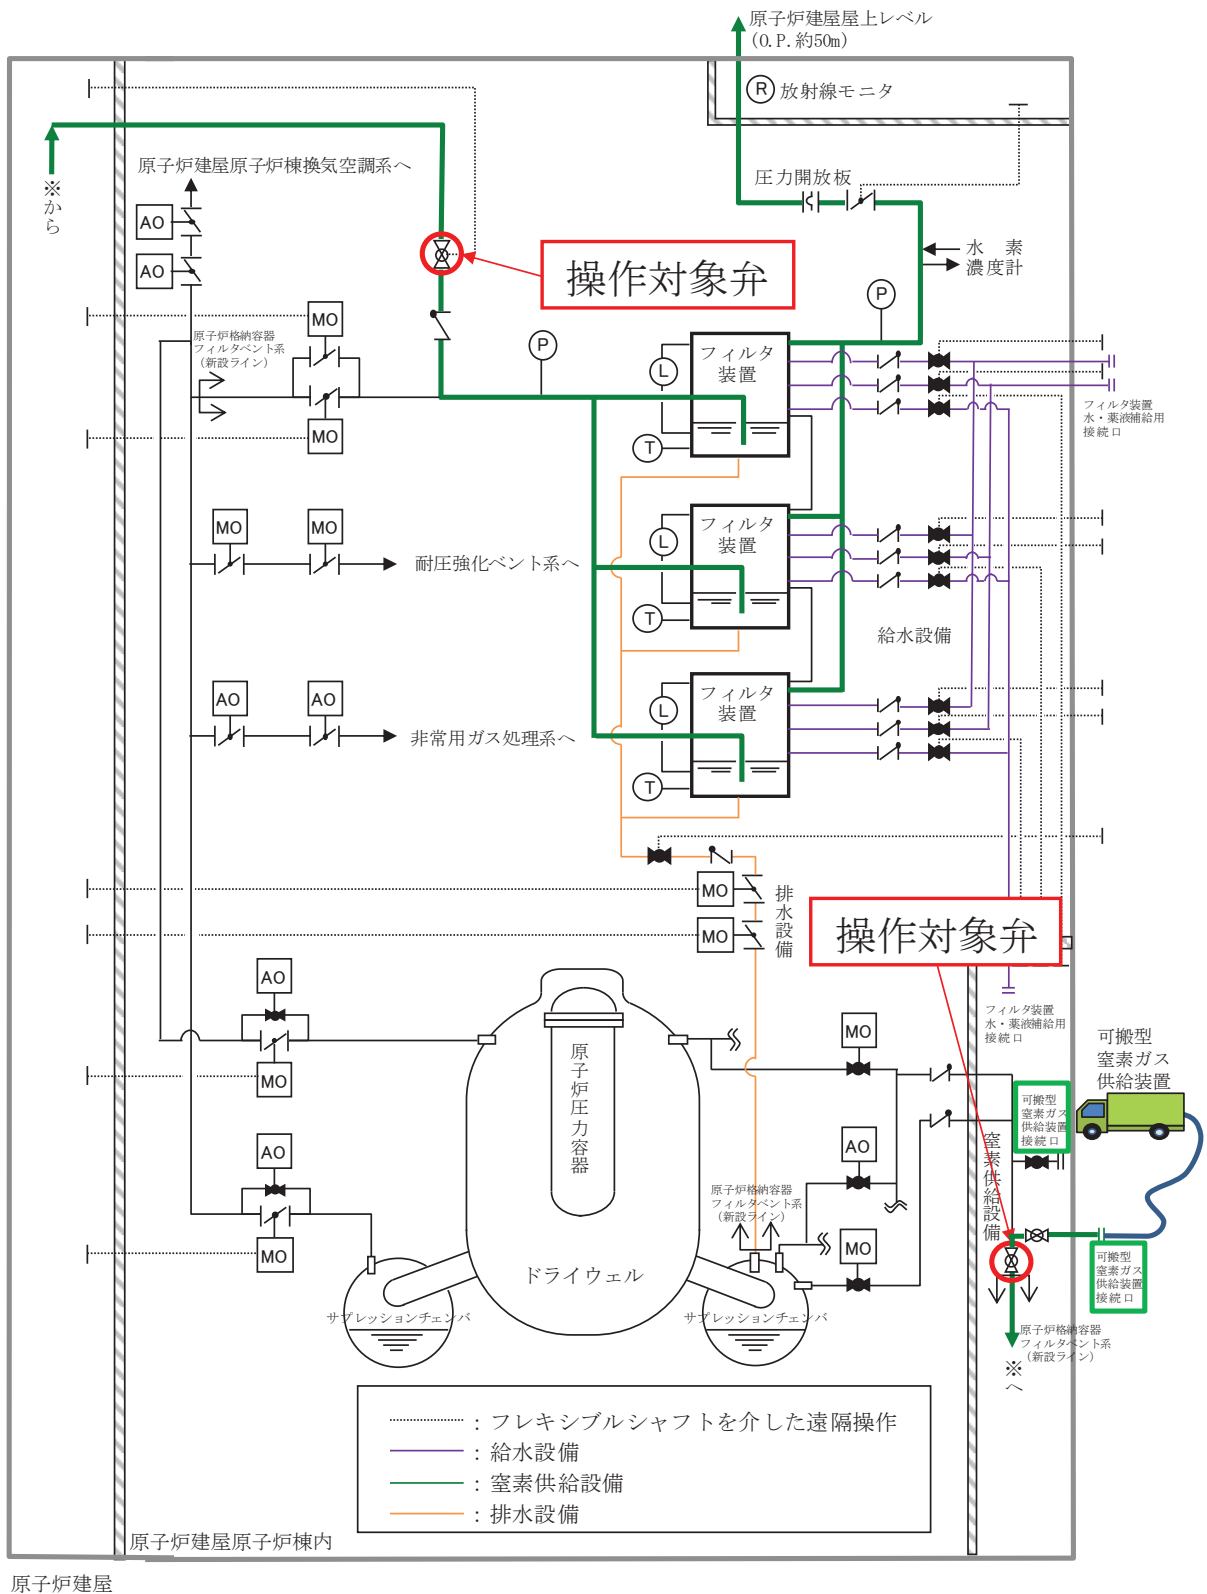 原子炉建屋屋上レベル
(O.P.約50m)
R
放射線モニタ
圧力開放板
原子炉建屋原子炉棟換気空調系へ
※から
AO
AO
操作対象弁
水 素
濃度計
P
P
MO
原子炉格納容器
フィルタベント系
(新設ライン)
MO
フィルタ
装置
L
T
フィルタ装置
水・薬液補給用
接続口
MO
MO
耐圧強化ベント系へ
フィルタ
装置
L
T
給水設備
AO
AO
非常用ガス処理系へ
フィルタ
装置
L
T
MO
MO
排水設備
操作対象弁
フィルタ装置
水・薬液補給用
接続口
AO
MO
AO
MO
原子炉圧力容器
ドライウェル
サプレッションチェンバ
サプレッションチェンバ
MO
AO
MO
原子炉格納容器
フィルタベント系
(新設ライン)
可搬型
窒素ガス
供給装置
可搬型
窒素ガス
供給装置
接続口
窒素供給設備
可搬型
窒素ガス
供給装置
接続口
原子炉格納容器
フィルタベント系
(新設ライン)
※へ
：フレキシブルシャフトを介した遠隔操作
：給水設備
：窒素供給設備
：排水設備
原子炉建屋原子炉棟内
原子炉建屋